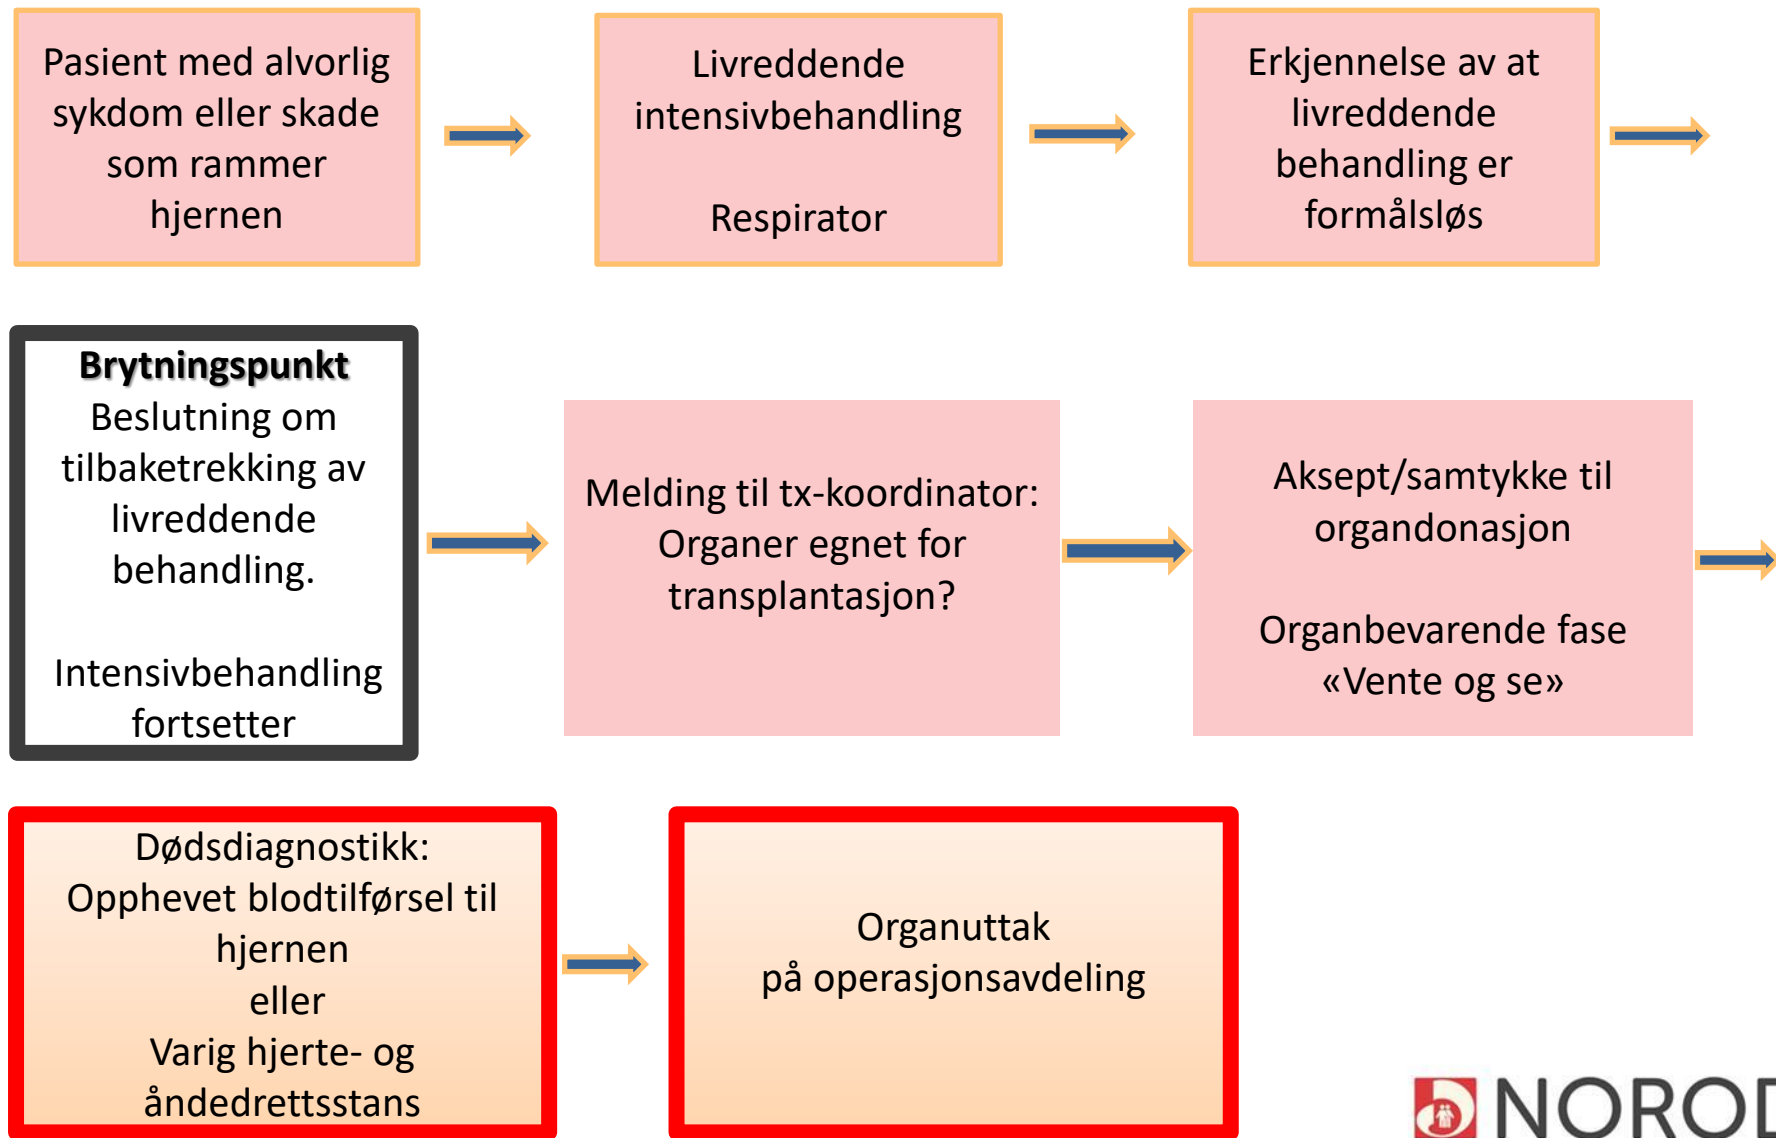 Pasient med alvorlig
sykdom eller skade
som rammer
hjernen
Livreddende
intensivbehandling
Respirator
Erkjennelse av at
livreddende
behandling er
formålsløs
Brytningspunkt
Beslutning om
tilbaketrekking av
livreddende
behandling.
Intensivbehandling
fortsetter
Melding til tx-koordinator:
Organer egnet for
transplantasjon?
Aksept/samtykke til
organdonasjon
Organbevarende fase
«Vente og se»
Dødsdiagnostikk:
Opphevet blodtilførsel til
hjernen
eller
Varig hjerte- og
åndedrettsstans
Organuttak
på operasjonsavdeling
NOROD